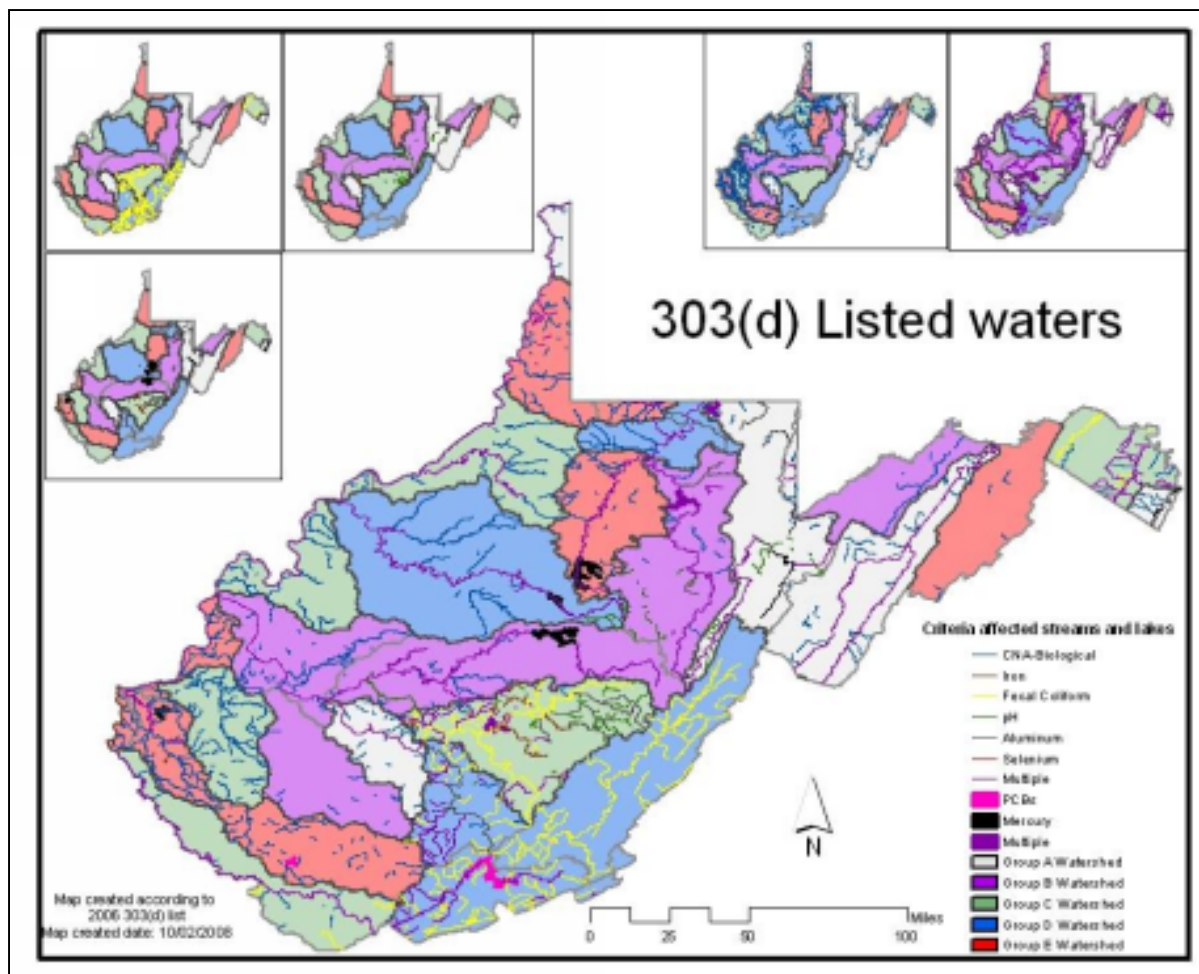 303(d) Listed waters
Criteria affected streams and lakes
CNA-Biological
Iron
Fecal Coliform
pH
Aluminum
Selenium
Multiple
PCBs
Mercury
Multiple
Group A Watershed
Group B Watershed
Group C Watershed
Group D Watershed
Group E Watershed
N
Miles
0 25 50 100
Map created according to
2006 303(d) list
Map created date: 10/02/2008